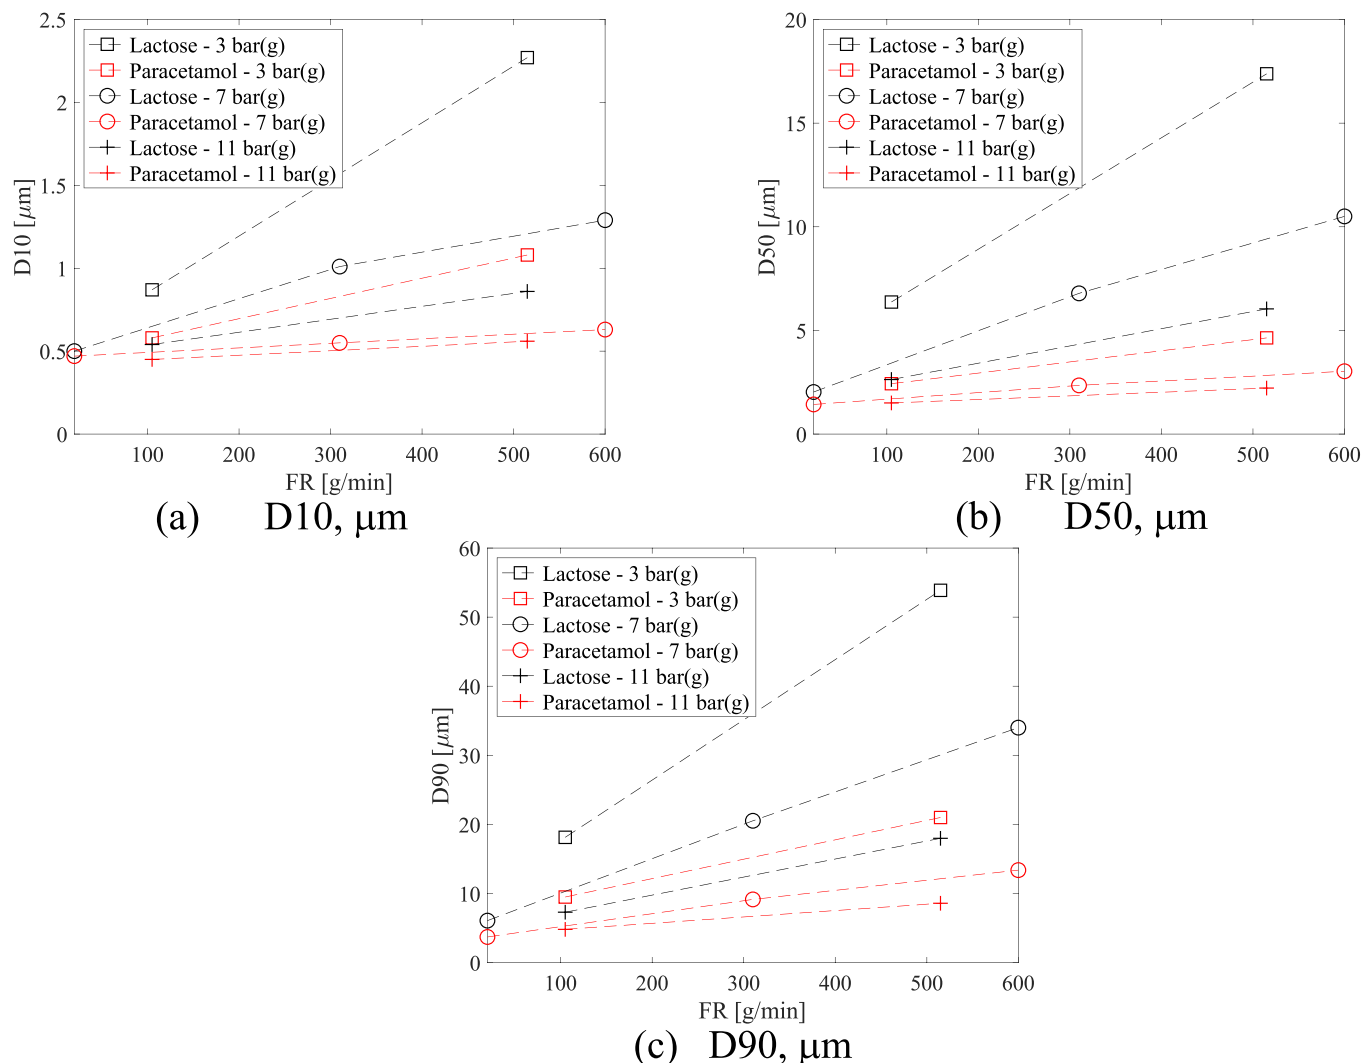 2.5
2
1.5
1
0.5
0
D10 [μm]
Lactose - 3 bar(g)
Paracetamol - 3 bar(g)
Lactose - 7 bar(g)
Paracetamol - 7 bar(g)
Lactose - 11 bar(g)
Paracetamol - 11 bar(g)
100 200 300 400 500 600
FR [g/min]
(a) D10, μm
20
15
10
5
0
D50 [μm]
Lactose - 3 bar(g)
Paracetamol - 3 bar(g)
Lactose - 7 bar(g)
Paracetamol - 7 bar(g)
Lactose - 11 bar(g)
Paracetamol - 11 bar(g)
100 200 300 400 500 600
FR [g/min]
(b) D50, μm
60
50
40
30
20
10
0
D90 [μm]
Lactose - 3 bar(g)
Paracetamol - 3 bar(g)
Lactose - 7 bar(g)
Paracetamol - 7 bar(g)
Lactose - 11 bar(g)
Paracetamol - 11 bar(g)
100 200 300 400 500 600
FR [g/min]
(c) D90, μm